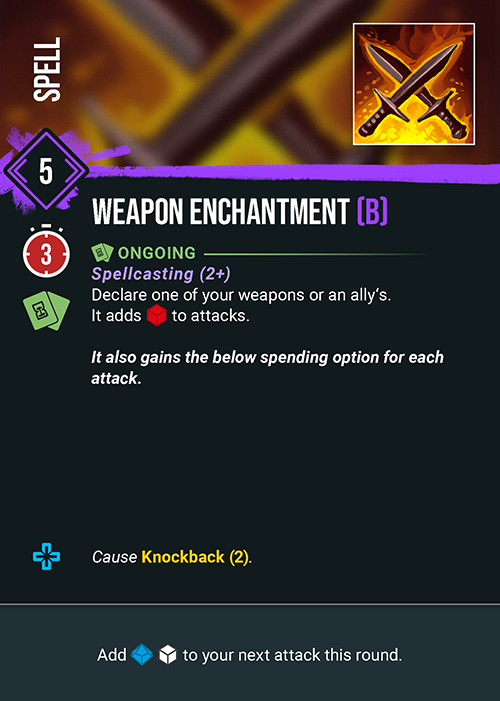 SPELL
5
WEAPON ENCHANTMENT (B)
3
ONGOING
Spellcasting (2+)
Declare one of your weapons or an ally's.
It adds to attacks.
It also gains the below spending option for each
attack.
Cause Knockback (2).
Add to your next attack this round.